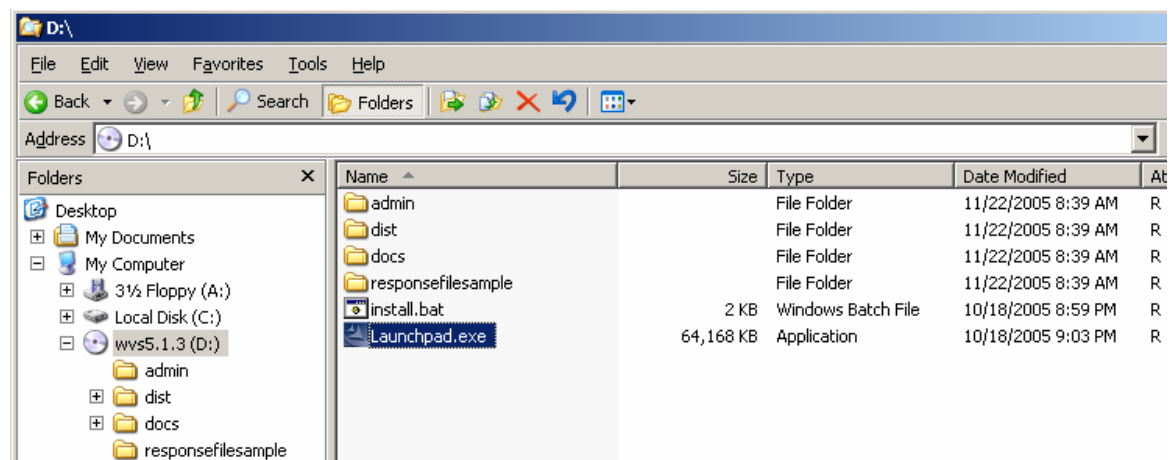 D:\
File Edit View Favorites Tools Help
Back Search Folders
Address D:\
Folders x Name Size Type Date Modified At
Desktop admin File Folder 11/22/2005 8:39 AM R
My Documents dist File Folder 11/22/2005 8:39 AM R
My Computer docs File Folder 11/22/2005 8:39 AM R
3½ Floppy (A:) responsefilesample File Folder 11/22/2005 8:39 AM R
Local Disk (C:) install.bat 2 KB Windows Batch File 10/18/2005 8:59 PM R
wvs5.1.3 (D:) Launchpad.exe 64,168 KB Application 10/18/2005 9:03 PM R
admin
dist
docs
responsefilesample